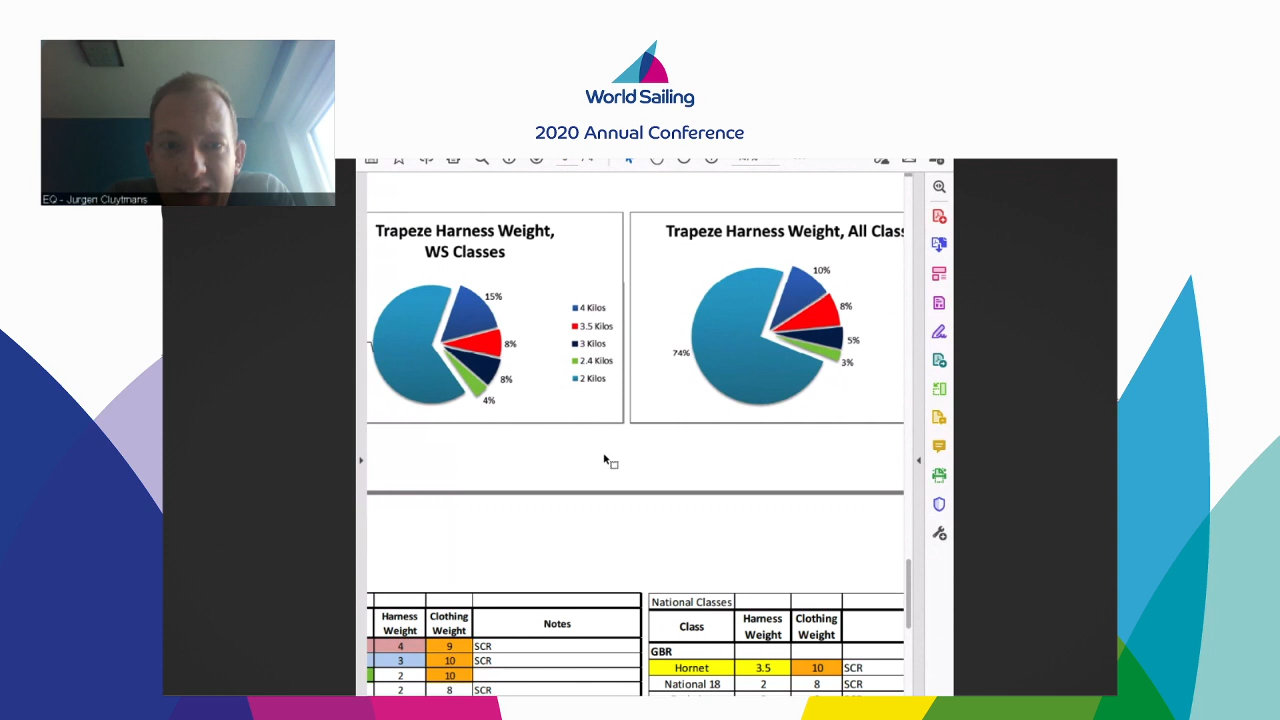 World Sailing
2020 Annual Conference
EQ - Jurgen Cluytmans
Trapeze Harness Weight,
WS Classes
15%
8%
8%
4%
4 Kilos
3.5 Kilos
3 Kilos
2.4 Kilos
2 Kilos
Trapeze Harness Weight, All Class
10%
8%
5%
3%
74%
Harness Weight Clothing Weight Notes
4 9 SCR
3 10 SCR
2 10
2 8 SCR
National Classes
Class Harness Weight Clothing Weight
GBR
Hornet 3.5 10 SCR
National 18 2 8 SCR